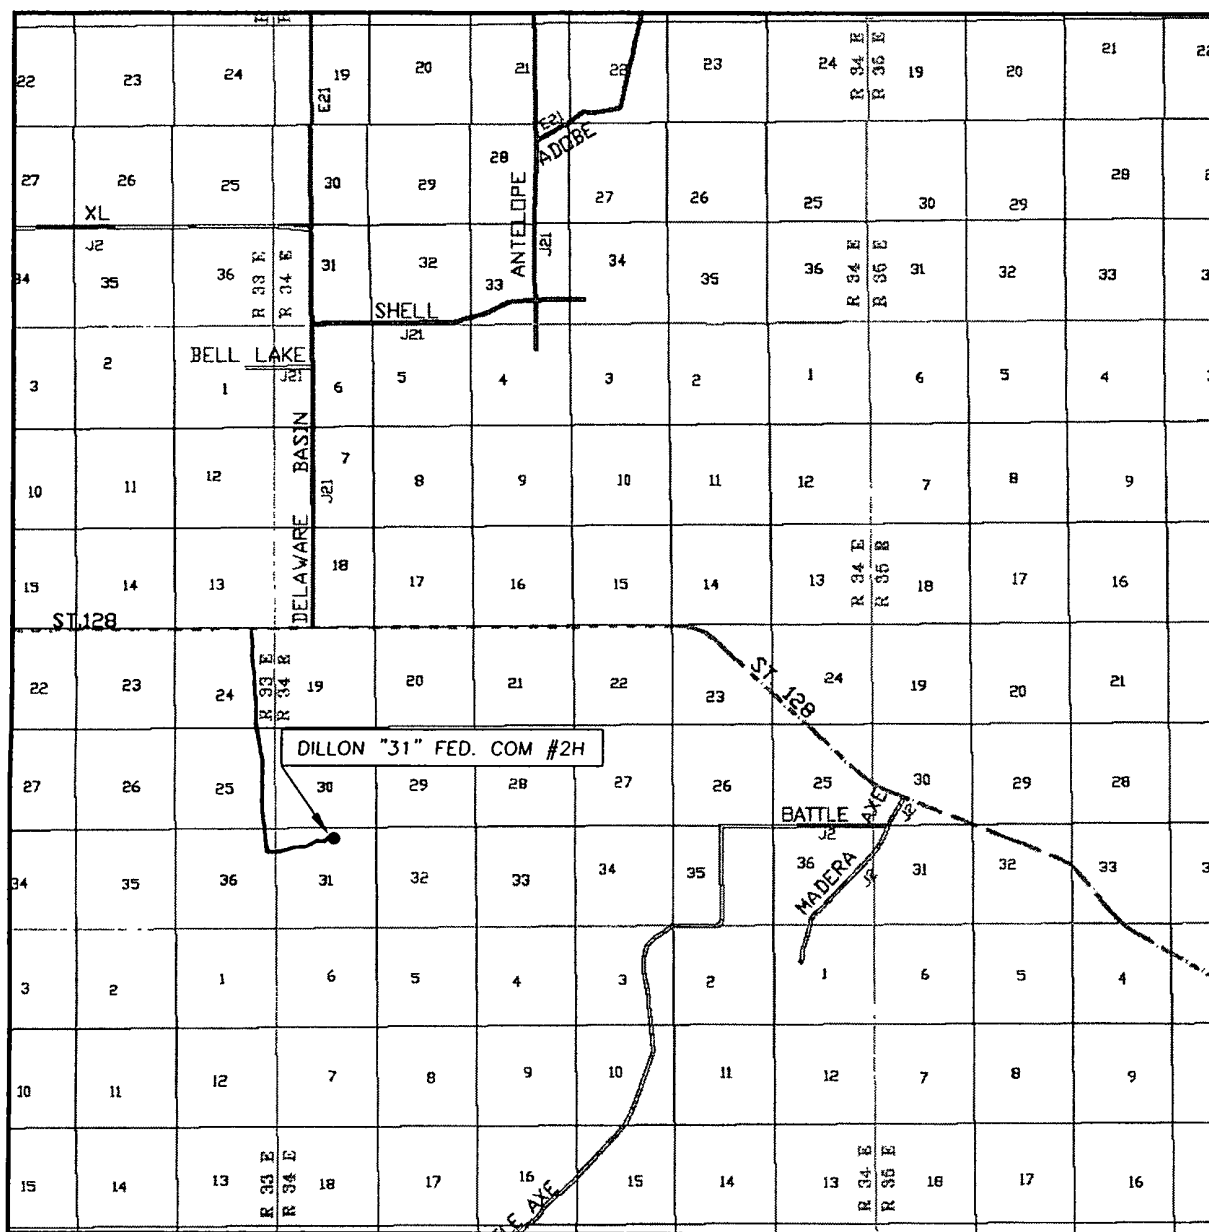 R 33 E
R 34 E
22 23 24 19 20 21 22 23 24 R 34 E R 35 E 19 20 21 22
E21
E21
ADOBE
27 26 25 30 29 28 27 26 25 30 29 28
XL
J2
ANTELOPE
J21
34 35 36 R 33 E R 34 E 31 32 33 34 35 36 R 34 E R 35 E 31 32 33
SHELL
J21
BELL LAKE
J21
3 2 1 6 5 4 3 2 1 6 5 4
DELAWARE BASIN
J21
10 11 12 7 8 9 10 11 12 7 8 9
15 14 13 18 17 16 15 14 13 R 34 E R 35 E 18 17 16
ST.128
22 23 24 R 33 E R 34 E 19 20 21 22 23 24 19 20 21
ST. 128
DILLON "31" FED. COM #2H
27 26 25 30 29 28 27 26 25 30 29 28
BATTLE AXE
J2
J2
MADERA
J2
34 35 36 31 32 33 34 35 36 31 32 33
3 2 1 6 5 4 3 2 1 6 5 4
10 11 12 7 8 9 10 11 12 7 8 9
15 14 13 R 33 E R 34 E 18 17 16 15 14 13 R 34 E R 35 E 18 17 16
AXE